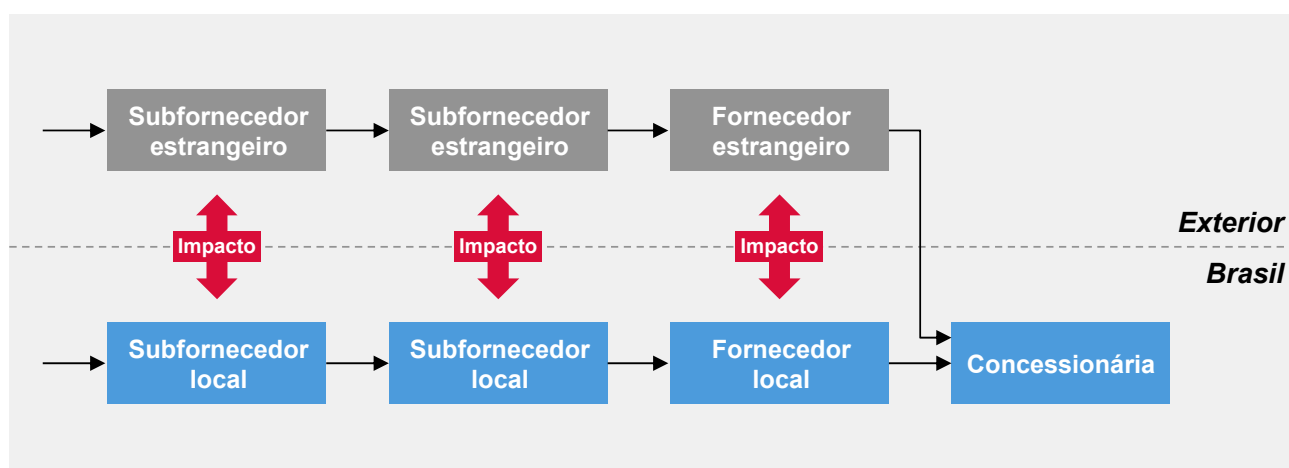 Subfornecedor
estrangeiro
Subfornecedor
estrangeiro
Fornecedor
estrangeiro
Impacto
Impacto
Impacto
Exterior
Brasil
Subfornecedor
local
Subfornecedor
local
Fornecedor
local
Concessionária